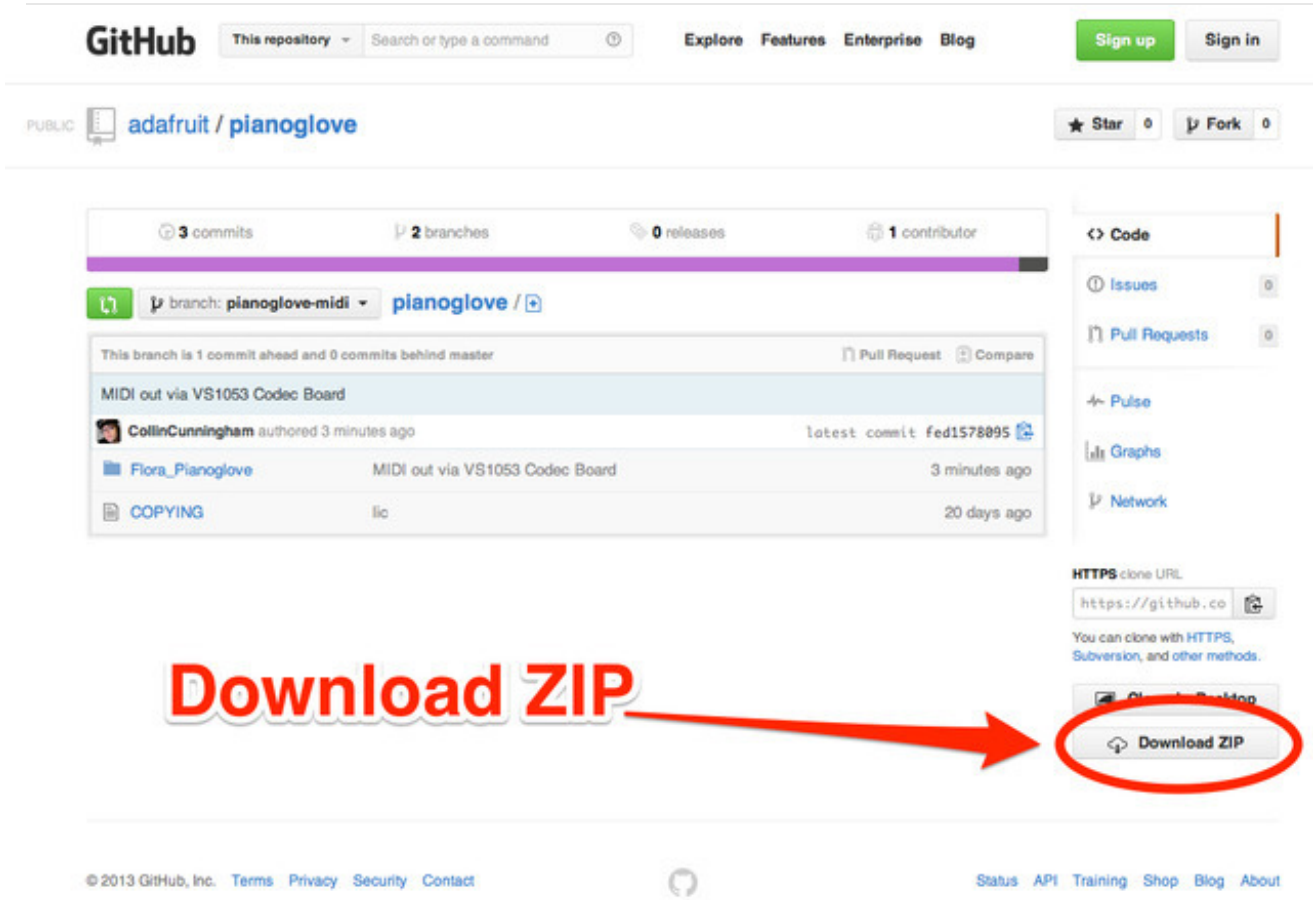 GitHub This repository Search or type a command Explore Features Enterprise Blog Sign up Sign in
PUBLIC adafruit / pianoglove Star 0 Fork 0
3 commits 2 branches 0 releases 1 contributor
Code
Issues 0
Pull Requests 0
Pulse
Graphs
Network
branch: pianoglove-midi pianoglove /
This branch is 1 commit ahead and 0 commits behind master Pull Request Compare
MIDI out via VS1053 Codec Board
CollinCunningham authored 3 minutes ago latest commit fed1578095
Flora_Pianoglove MIDI out via VS1053 Codec Board 3 minutes ago
COPYING lic 20 days ago
HTTPS clone URL
https://github.co
You can clone with HTTPS,
Subversion, and other methods.
Desktop
Download ZIP
Download ZIP
© 2013 GitHub, Inc. Terms Privacy Security Contact Status API Training Shop Blog About